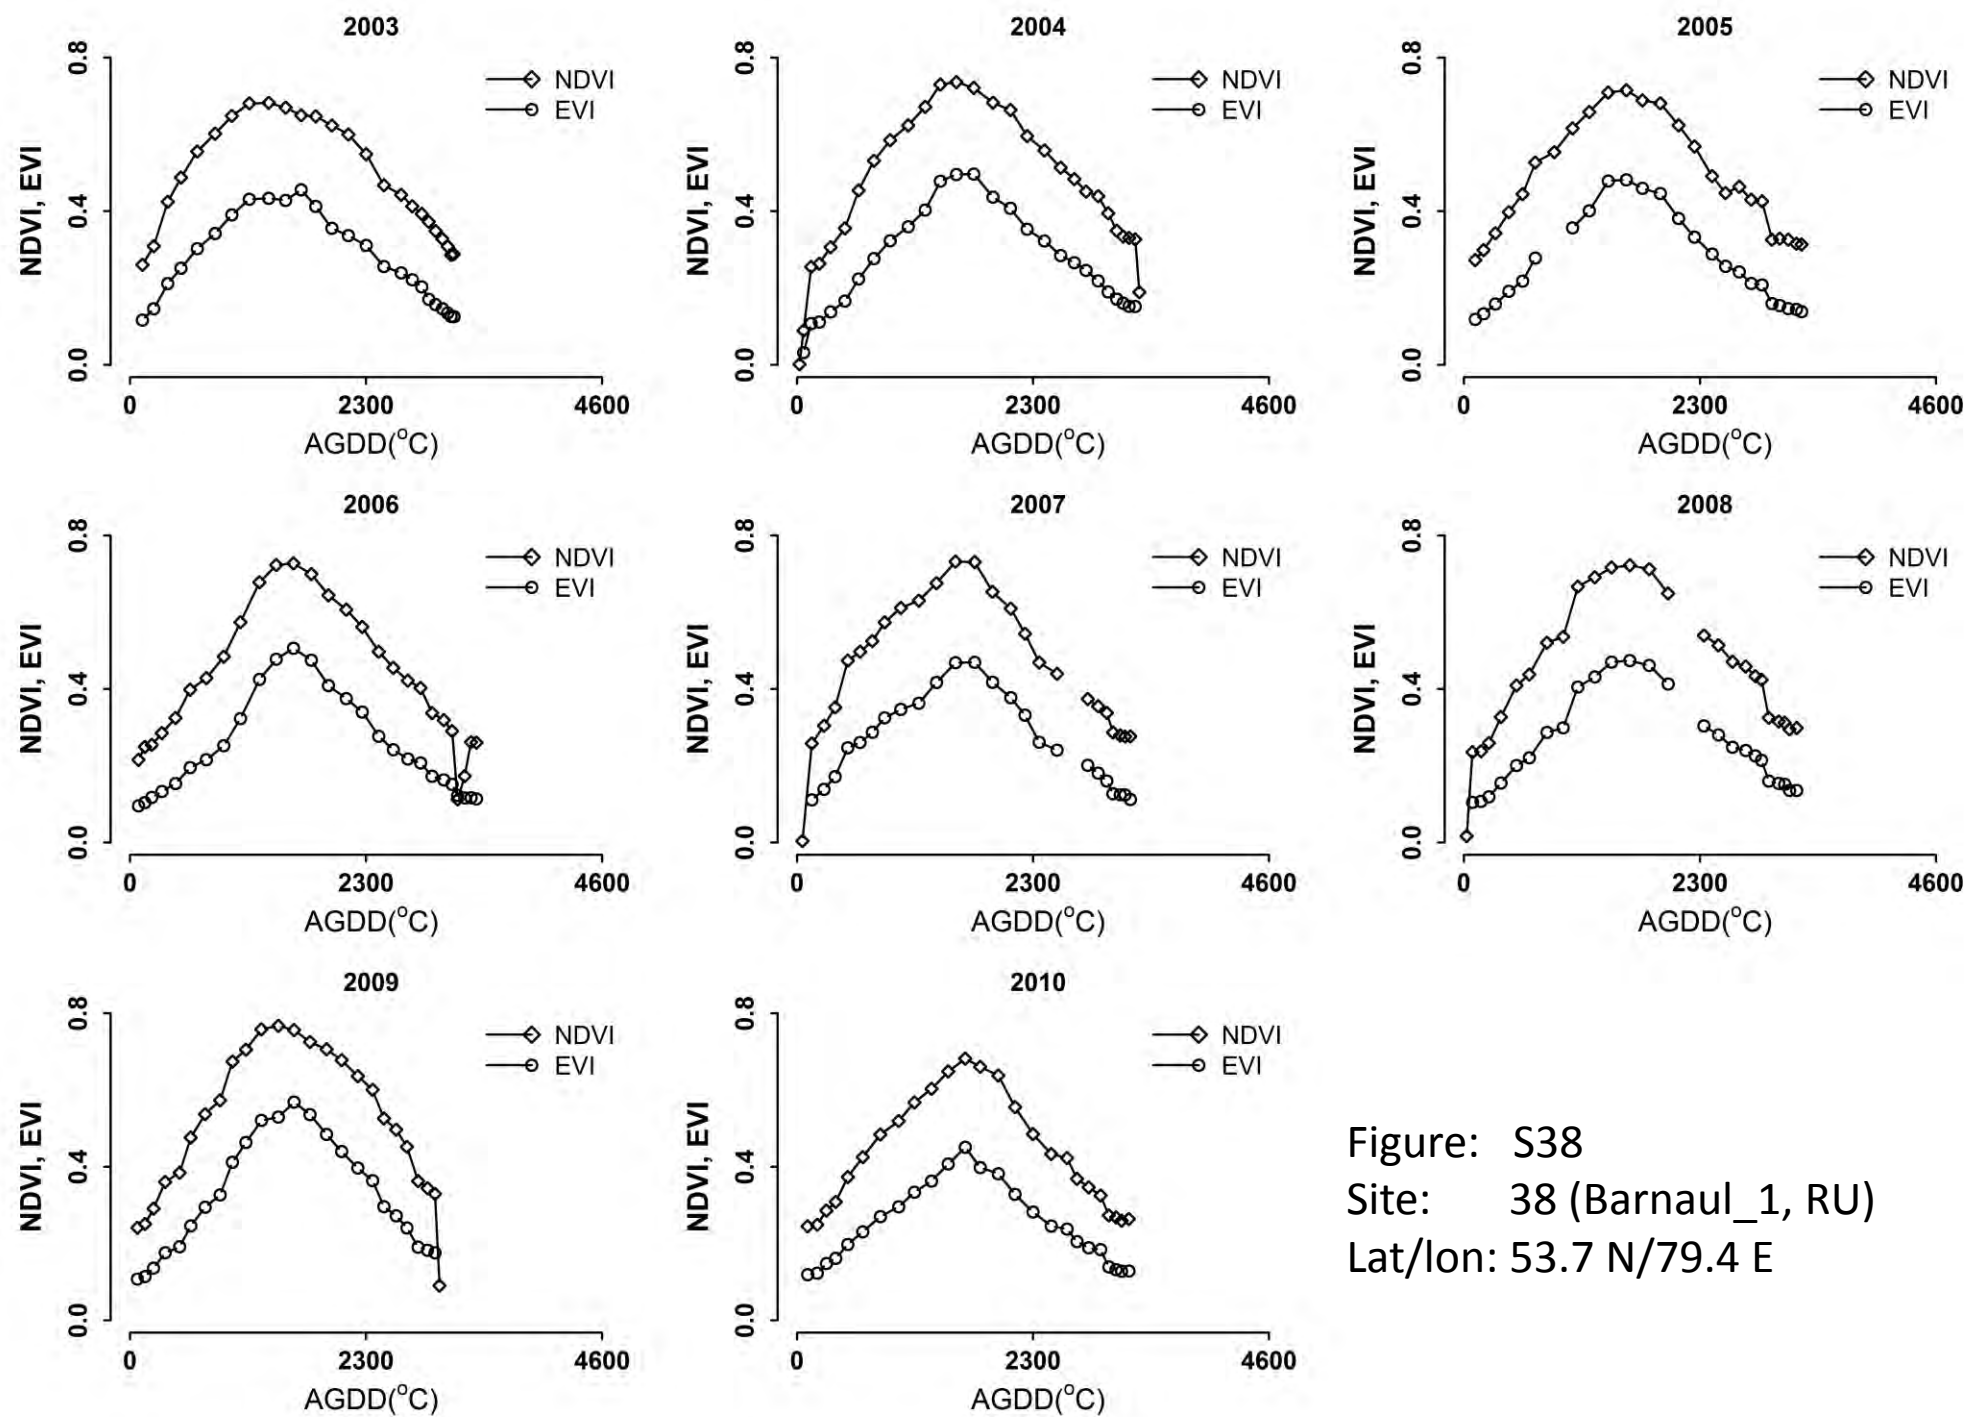 2003
NDVI, EVI
0.8
0.4
0.0
NDVI
EVI
0 2300 4600
AGDD(°C)
2004
NDVI, EVI
0.8
0.4
0.0
NDVI
EVI
0 2300 4600
AGDD(°C)
2005
NDVI, EVI
0.8
0.4
0.0
NDVI
EVI
0 2300 4600
AGDD(°C)
2006
NDVI, EVI
0.8
0.4
0.0
NDVI
EVI
0 2300 4600
AGDD(°C)
2007
NDVI, EVI
0.8
0.4
0.0
NDVI
EVI
0 2300 4600
AGDD(°C)
2008
NDVI, EVI
0.8
0.4
0.0
NDVI
EVI
0 2300 4600
AGDD(°C)
2009
NDVI, EVI
0.8
0.4
0.0
NDVI
EVI
0 2300 4600
AGDD(°C)
2010
NDVI, EVI
0.8
0.4
0.0
NDVI
EVI
0 2300 4600
AGDD(°C)
Figure: S38
Site: 38 (Barnaul_1, RU)
Lat/lon: 53.7 N/79.4 E